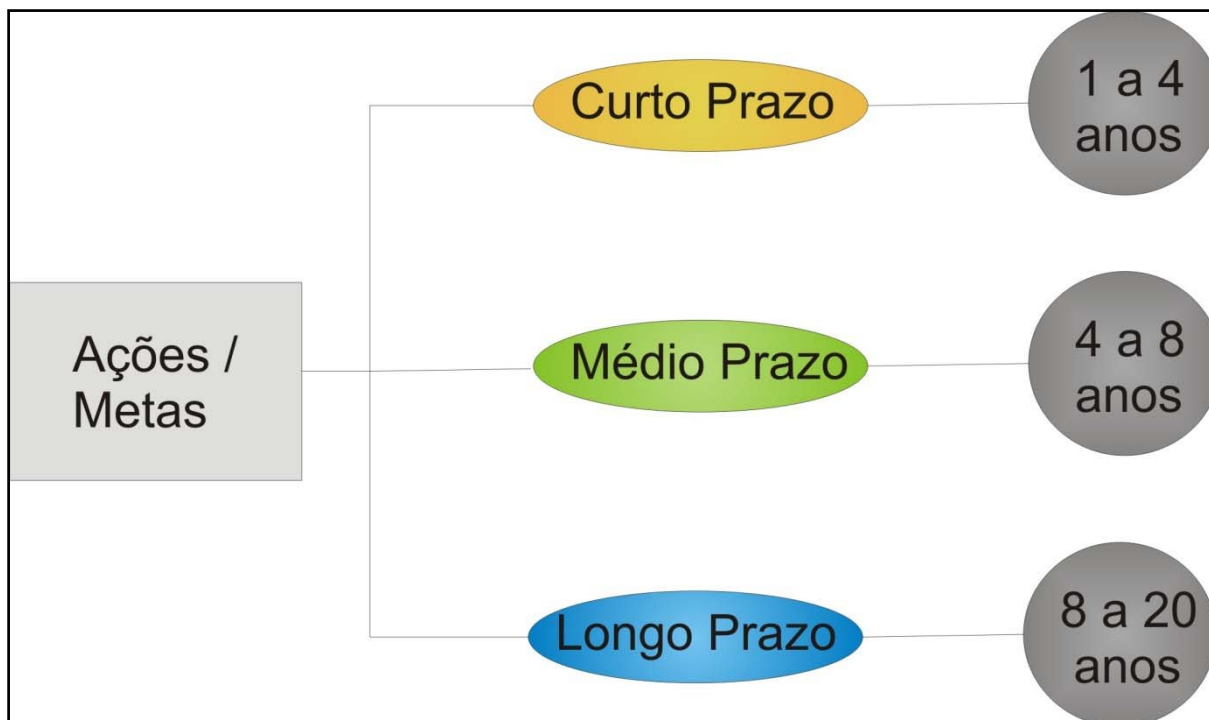 Ações /
Metas
Curto Prazo
1 a 4
anos
Médio Prazo
4 a 8
anos
Longo Prazo
8 a 20
anos